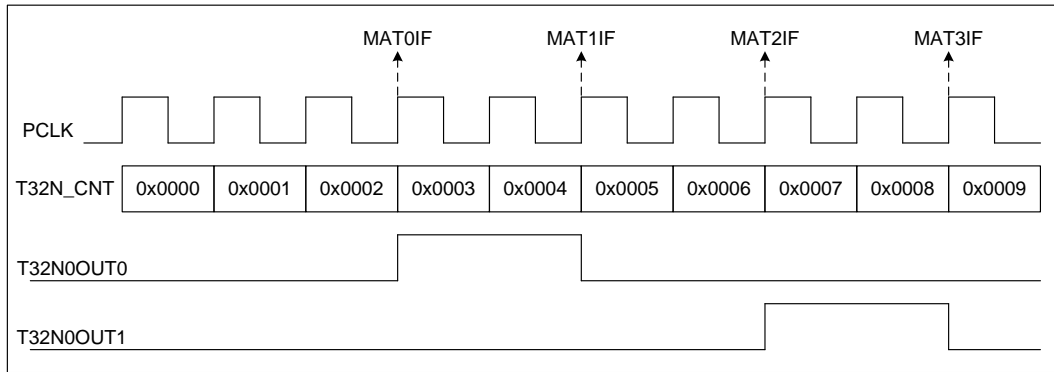 MAT0IF MAT1IF MAT2IF MAT3IF
PCLK
T32N_CNT 0x0000 0x0001 0x0002 0x0003 0x0004 0x0005 0x0006 0x0007 0x0008 0x0009
T32N0OUT0
T32N0OUT1